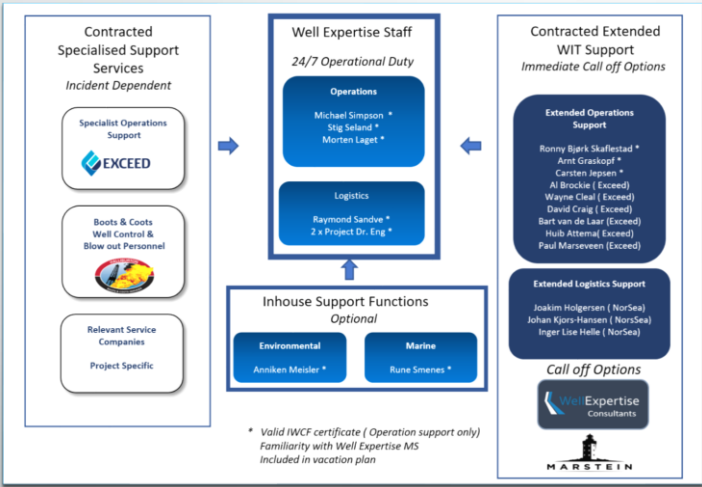 Contracted
Specialised Support
Services
Incident Dependent
Specialist Operations
Support
EXCEED
Boots & Coots
Well Control &
Blow out Personnel
Relevant Service
Companies
Project Specific
Well Expertise Staff
24/7 Operational Duty
Operations
Michael Simpson *
Stig Seland *
Morten Laget *
Logistics
Raymond Sandve *
2 x Project Dr. Eng *
Inhouse Support Functions
Optional
Environmental
Anniken Meisler *
Marine
Rune Smenes *
* Valid IWCF certificate ( Operation support only)
Familiarity with Well Expertise MS
Included in vacation plan
Contracted Extended
WIT Support
Immediate Call off Options
Extended Operations
Support
Ronny Bjørk Skaflestad *
Arnt Graskopf *
Carsten Jepsen *
Al Brockie ( Exceed)
Wayne Cleal ( Exceed)
David Craig ( Exceed)
Bart van de Laar (Exceed)
Huib Attema( Exceed)
Paul Marseveen (Exceed)
Extended Logistics Support
Joakim Holgersen ( NorSea)
Johan Kjors-Hansen ( NorsSea)
Inger Lise Helle ( NorSea)
Call off Options
WellExpertise
Consultants
MARSTEIN